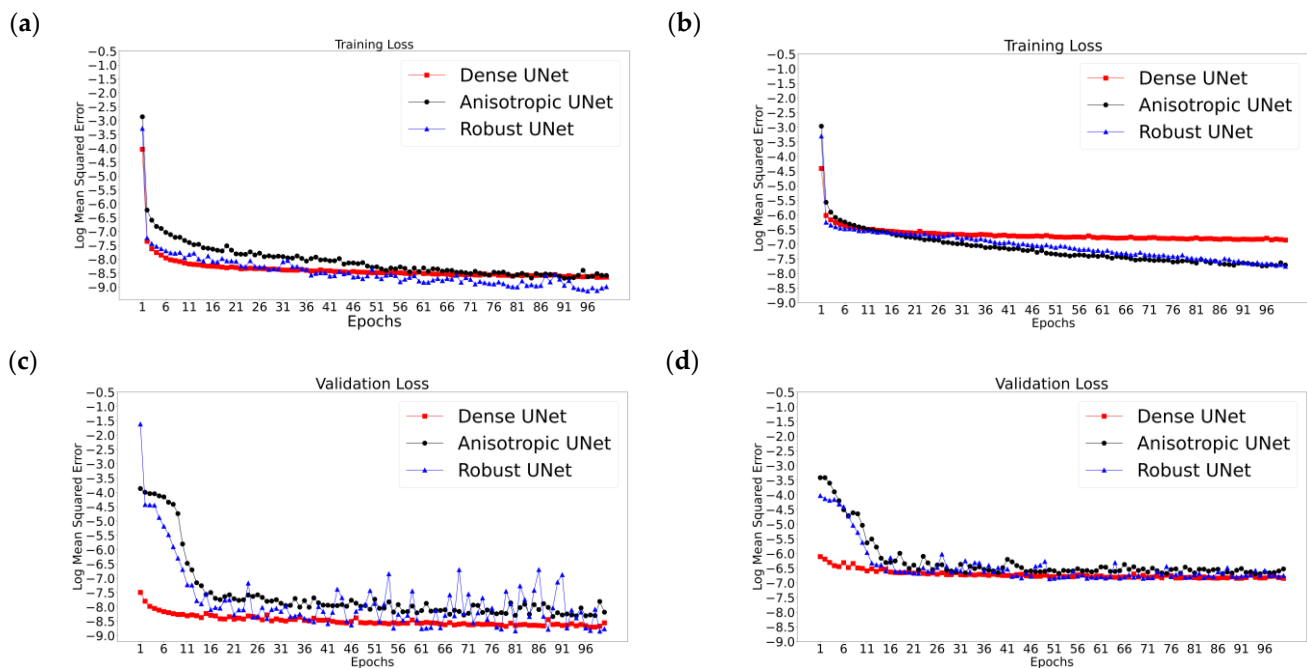 (a)
Training Loss
Log Mean Squared Error
−0.5
−1.0
−1.5
−2.0
−2.5
−3.0
−3.5
−4.0
−4.5
−5.0
−5.5
−6.0
−6.5
−7.0
−7.5
−8.0
−8.5
−9.0
Dense UNet
Anisotropic UNet
Robust UNet
1 6 11 16 21 26 31 36 41 46 51 56 61 66 71 76 81 86 91 96
Epochs
(b)
Training Loss
Log Mean Squared Error
−0.5
−1.0
−1.5
−2.0
−2.5
−3.0
−3.5
−4.0
−4.5
−5.0
−5.5
−6.0
−6.5
−7.0
−7.5
−8.0
−8.5
−9.0
Dense UNet
Anisotropic UNet
Robust UNet
1 6 11 16 21 26 31 36 41 46 51 56 61 66 71 76 81 86 91 96
Epochs
(c)
Validation Loss
Log Mean Squared Error
−0.5
−1.0
−1.5
−2.0
−2.5
−3.0
−3.5
−4.0
−4.5
−5.0
−5.5
−6.0
−6.5
−7.0
−7.5
−8.0
−8.5
−9.0
Dense UNet
Anisotropic UNet
Robust UNet
1 6 11 16 21 26 31 36 41 46 51 56 61 66 71 76 81 86 91 96
Epochs
(d)
Validation Loss
Log Mean Squared Error
−0.5
−1.0
−1.5
−2.0
−2.5
−3.0
−3.5
−4.0
−4.5
−5.0
−5.5
−6.0
−6.5
−7.0
−7.5
−8.0
−8.5
−9.0
Dense UNet
Anisotropic UNet
Robust UNet
1 6 11 16 21 26 31 36 41 46 51 56 61 66 71 76 81 86 91 96
Epochs